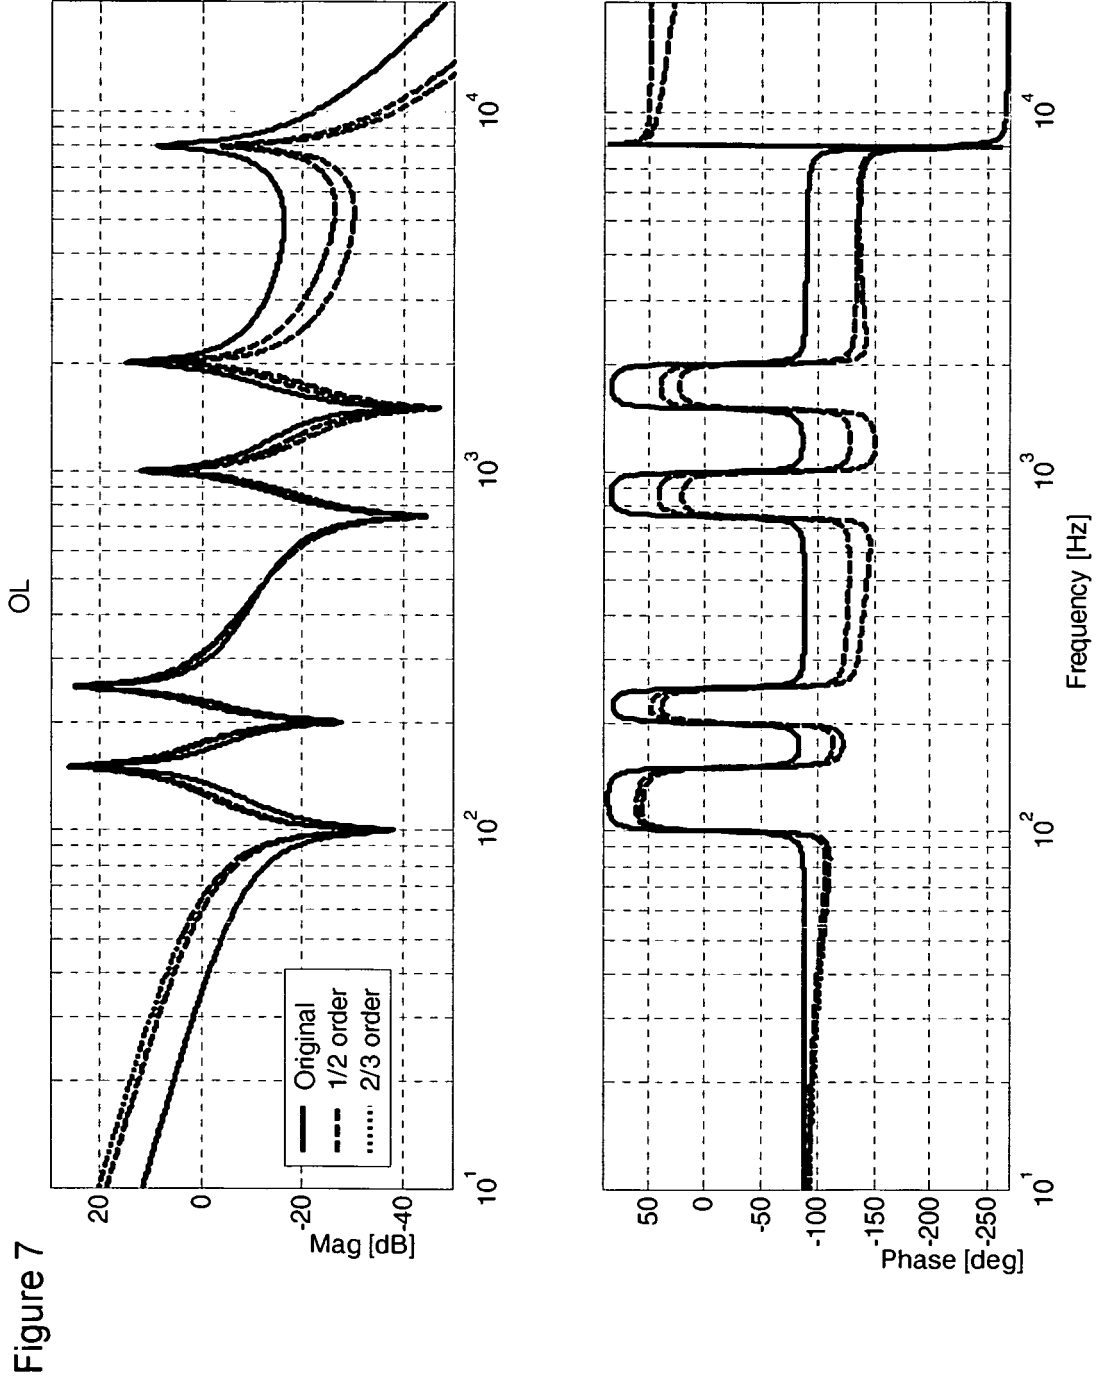 Figure 7
OL
20
0
-20
-40
Mag [dB]
Original
1/2 order
2/3 order
10^1
10^2
10^3
10^4
50
0
-50
-100
-150
-200
-250
Phase [deg]
10^1
10^2
10^3
10^4
Frequency [Hz]